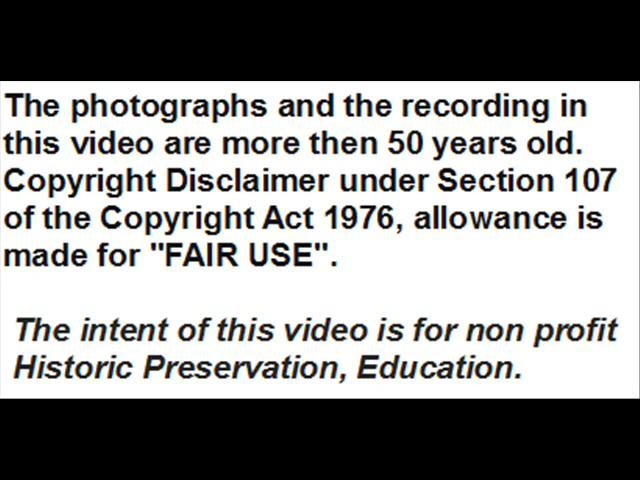 The photographs and the recording in
this video are more then 50 years old.
Copyright Disclaimer under Section 107
of the Copyright Act 1976, allowance is
made for "FAIR USE".
The intent of this video is for non profit
Historic Preservation, Education.